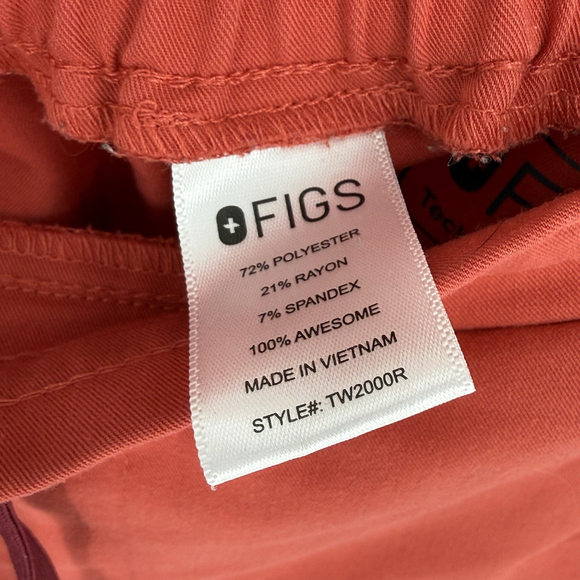 FIGS
72% POLYESTER
21% RAYON
7% SPANDEX
100% AWESOME
MADE IN VIETNAM
STYLE#: TW2000R